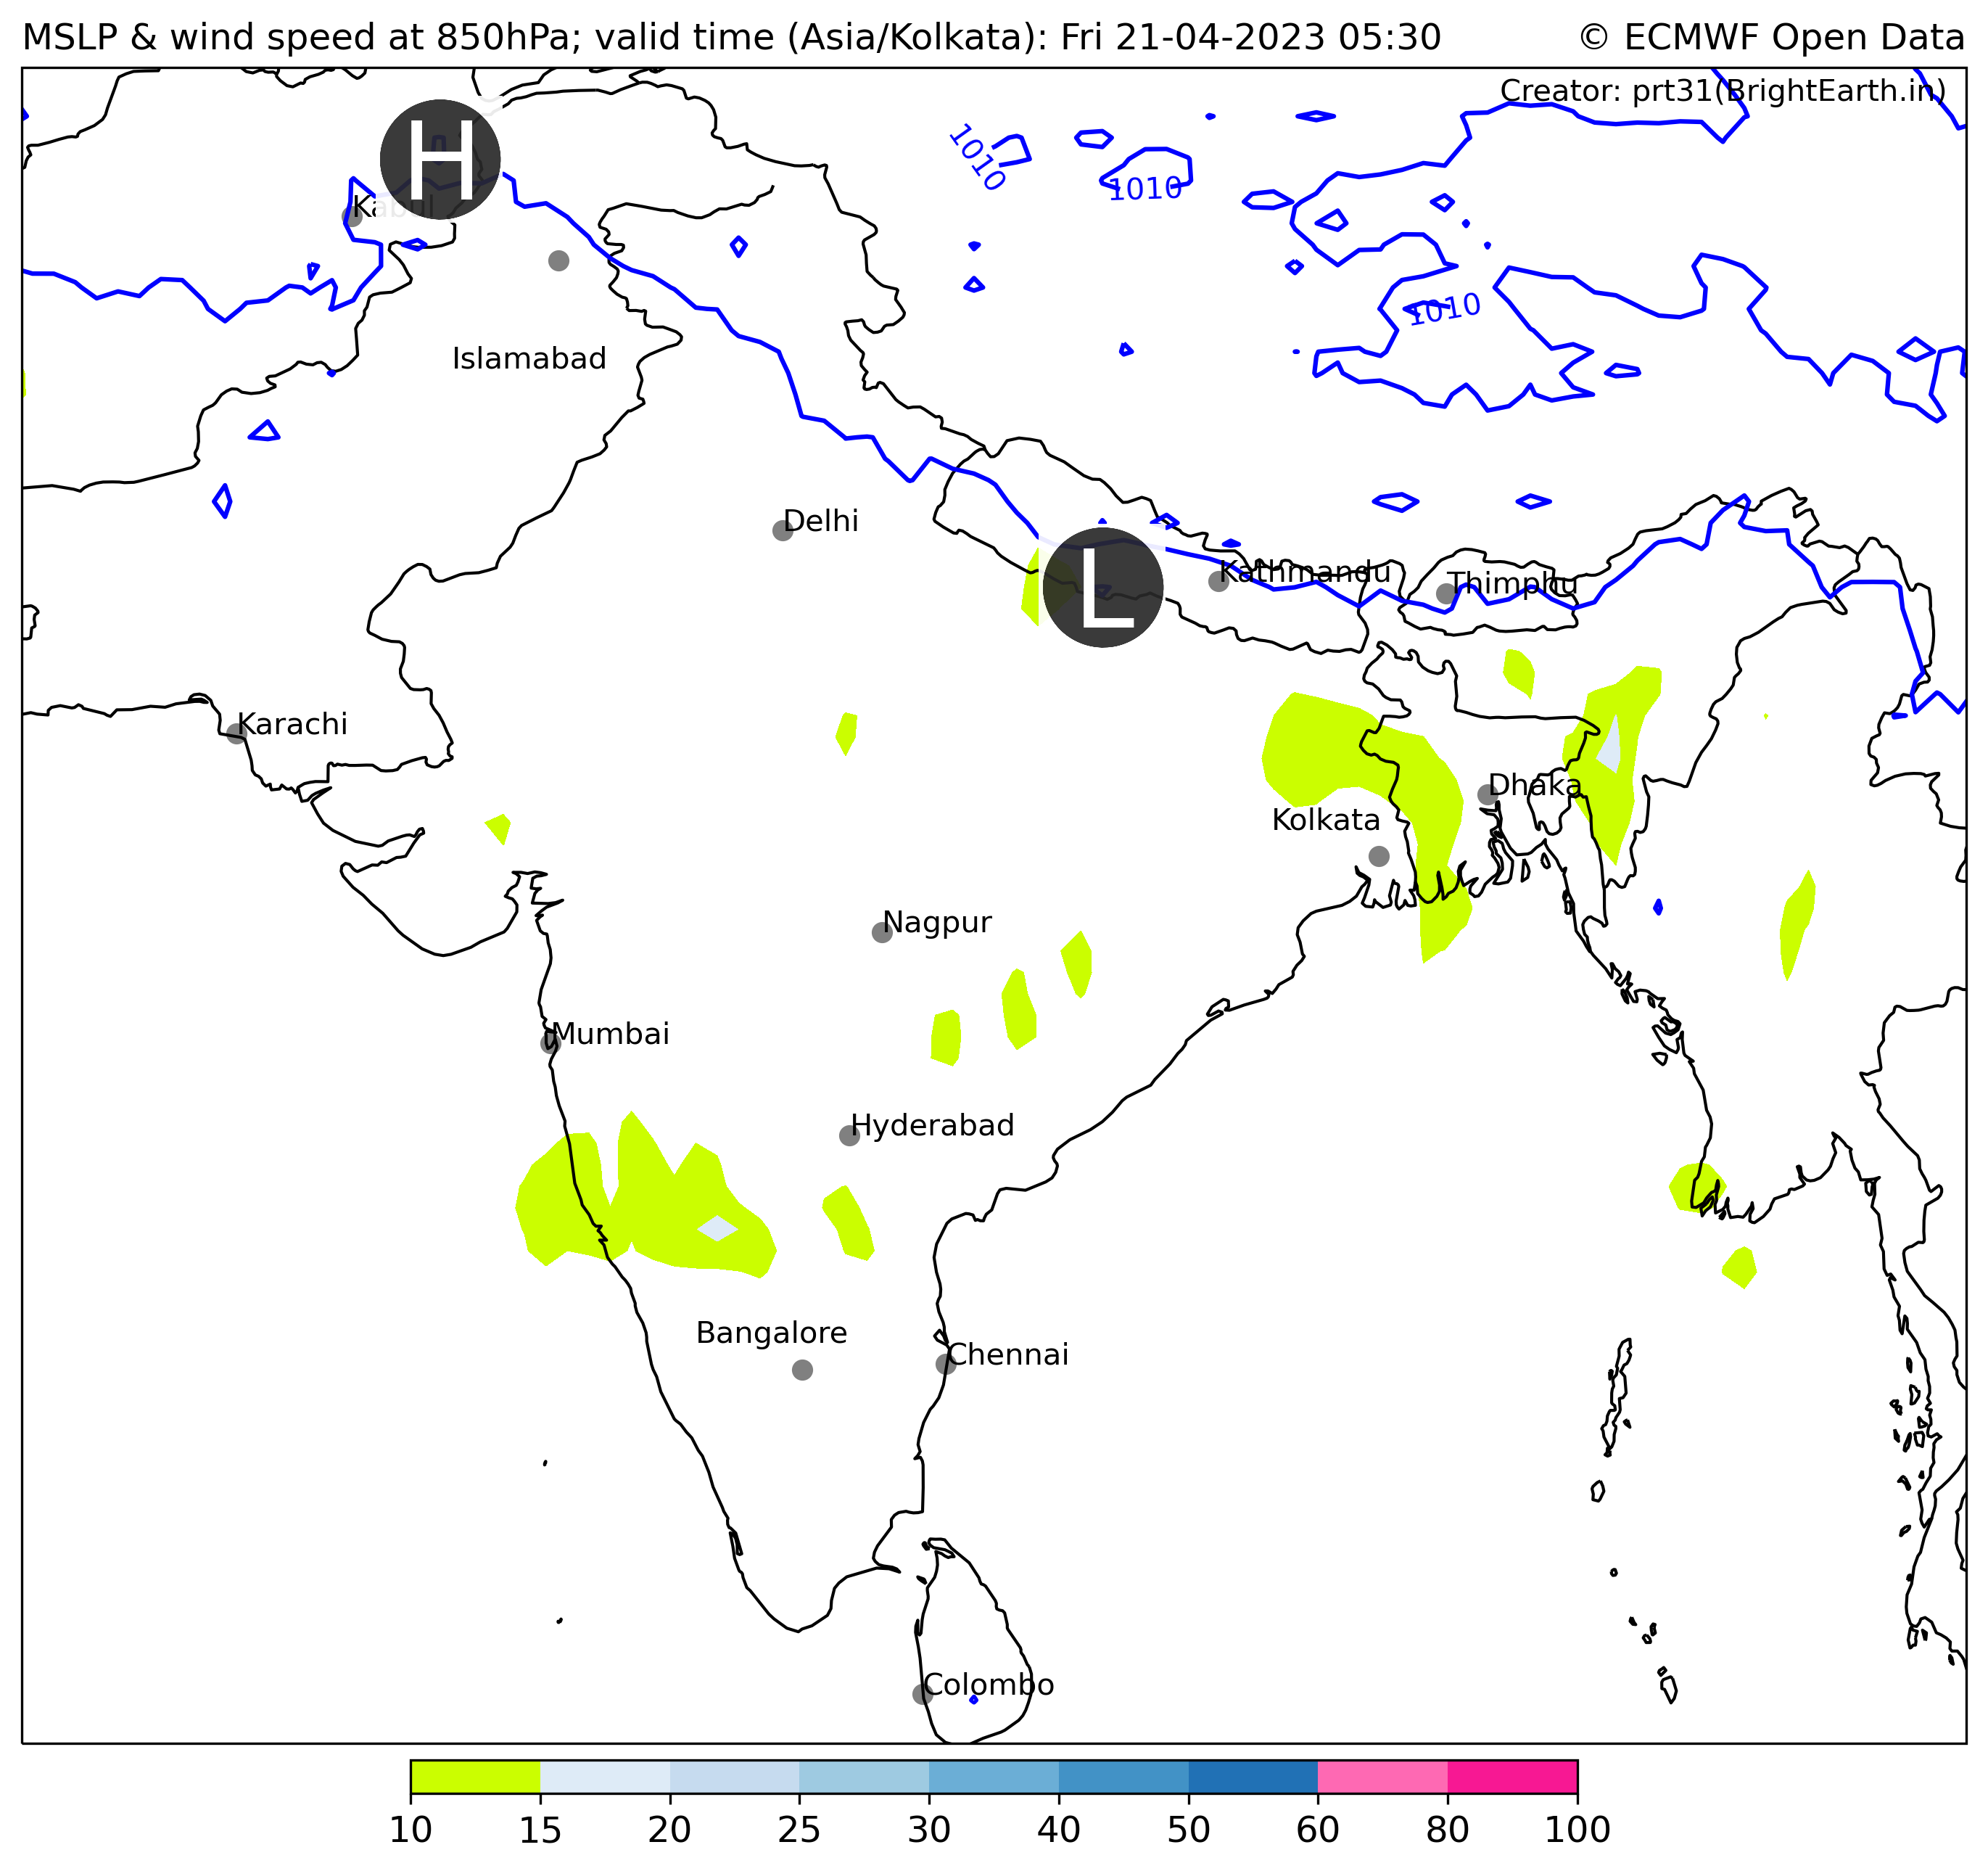 MSLP & wind speed at 850hPa; valid time (Asia/Kolkata): Fri 21-04-2023 05:30
© ECMWF Open Data
Creator: prt31(BrightEarth.in)
H
1010
1010
Kabul
1010
Islamabad
Delhi
L
Kathmandu
Thimphu
Karachi
Dhaka
Kolkata
Nagpur
Mumbai
Hyderabad
Bangalore
Chennai
Colombo
10 15 20 25 30 40 50 60 80 100